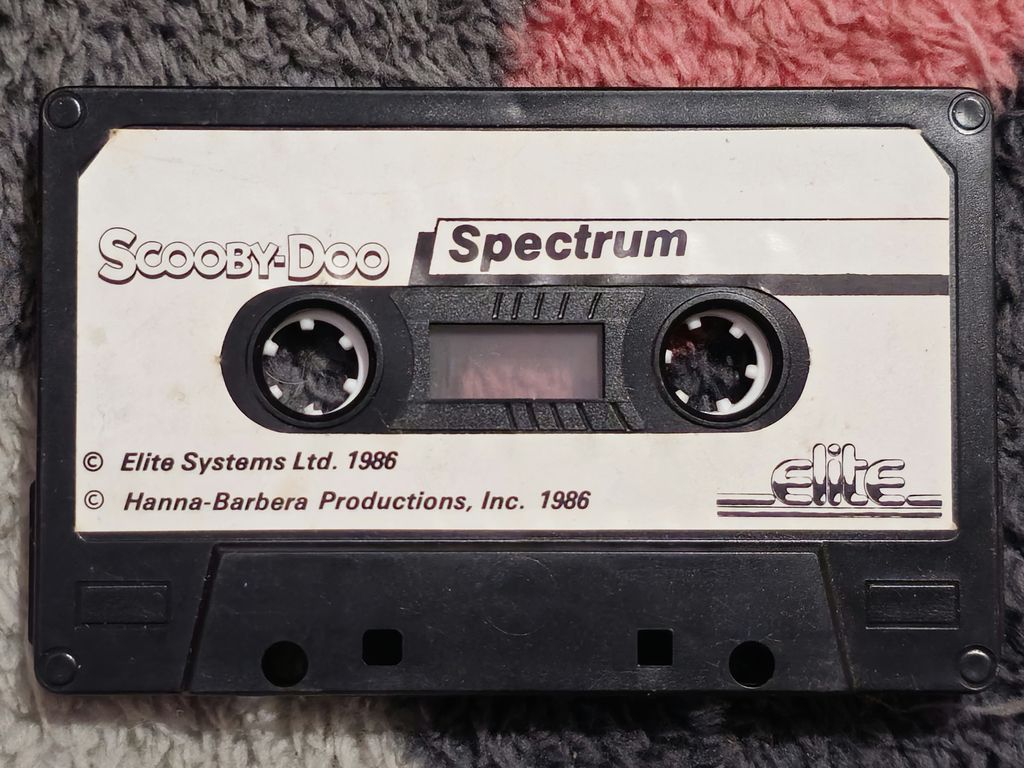 Scooby-Doo
Spectrum
© Elite Systems Ltd. 1986
© Hanna-Barbera Productions, Inc. 1986
elite